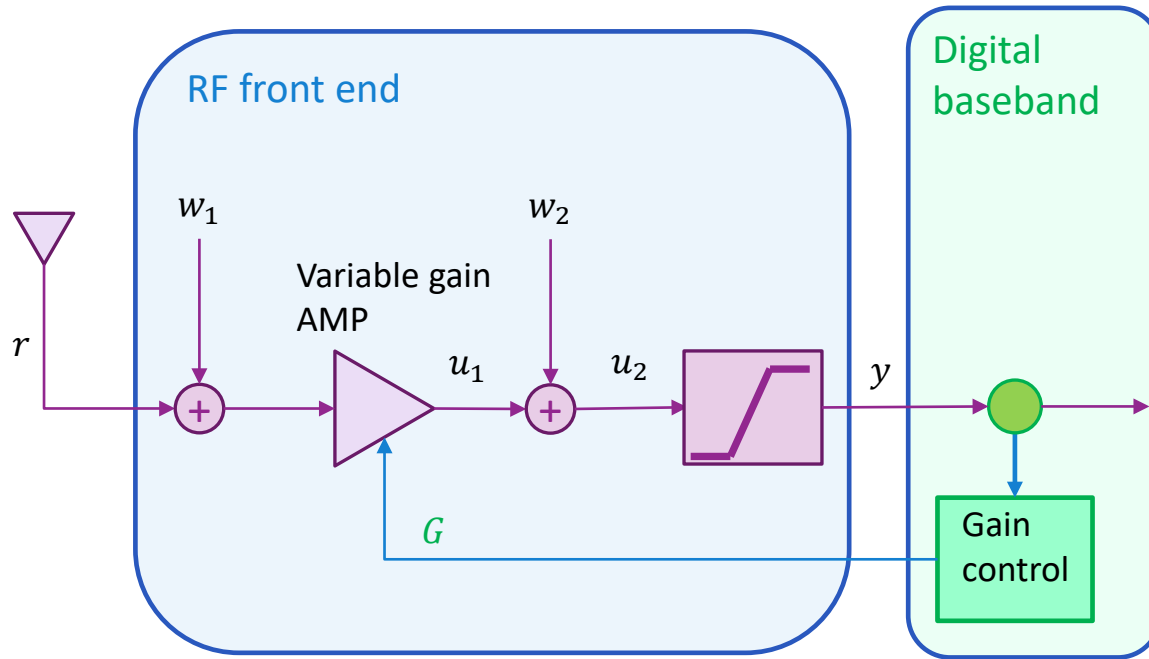 RF front end
Digital
baseband
w₁
w₂
Variable gain
AMP
r
+
u₁
+
u₂
y
G
Gain
control